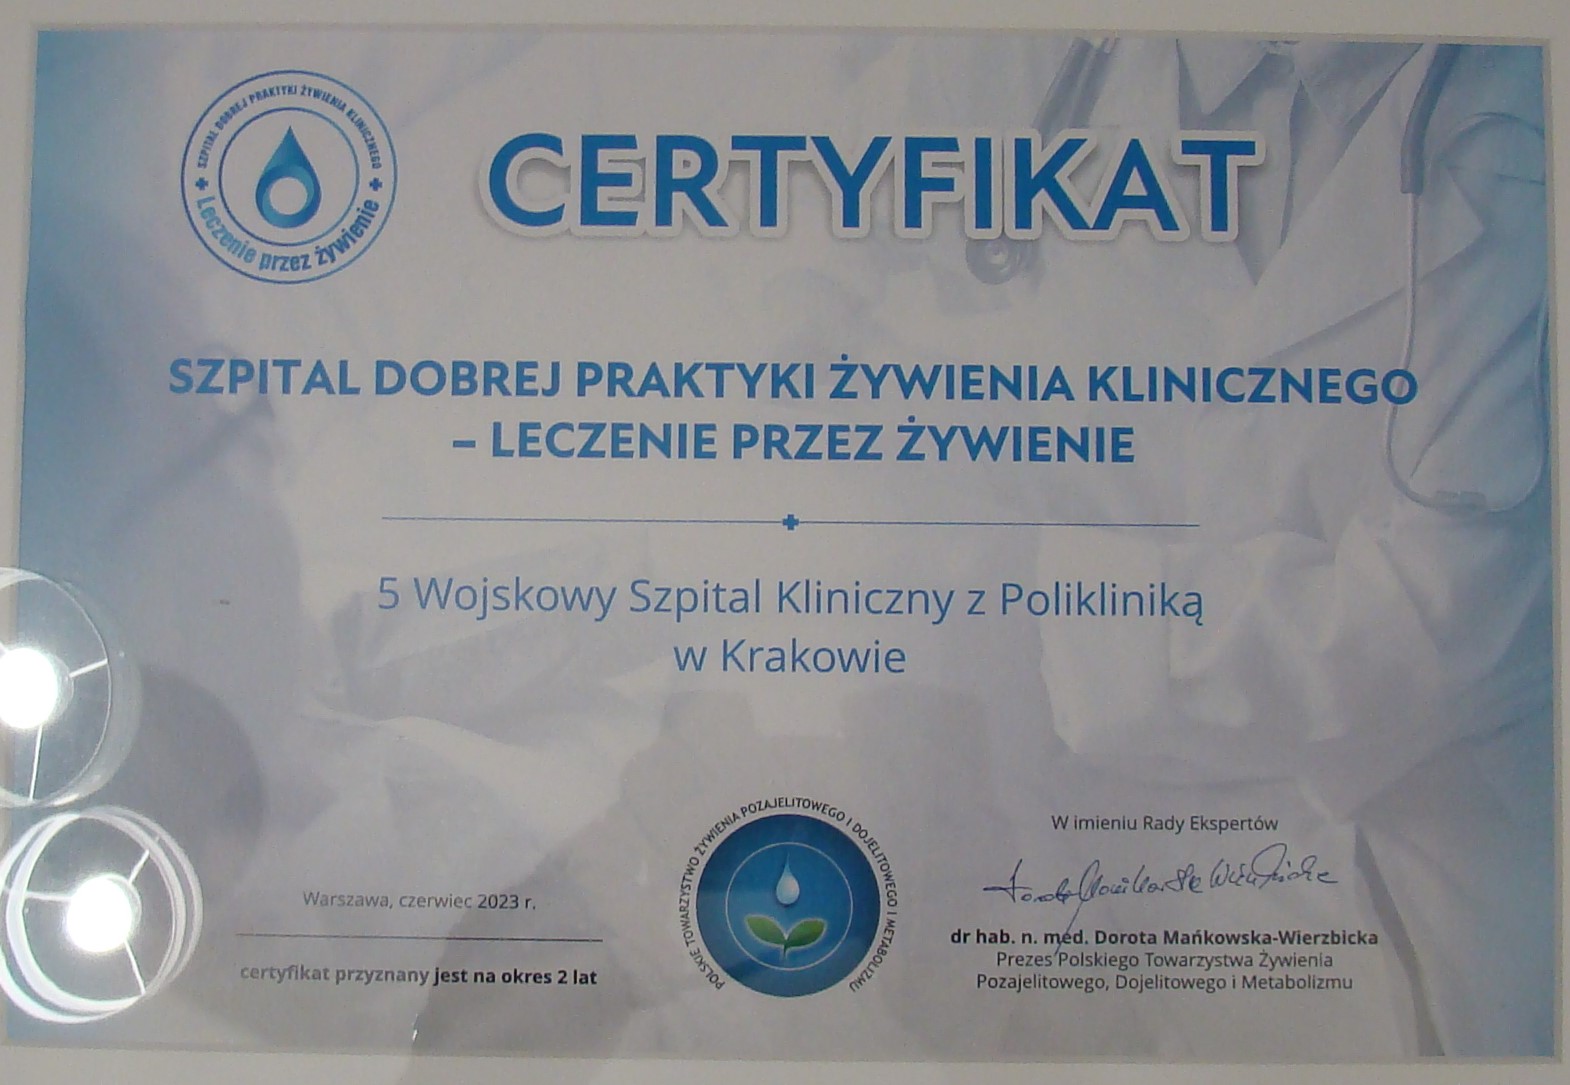 SZPITAL DOBREJ PRAKTYKI ŻYWIENIA KLINICZNEGO
Leczenie przez żywienie
CERTYFIKAT
SZPITAL DOBREJ PRAKTYKI ŻYWIENIA KLINICZNEGO
– LECZENIE PRZEZ ŻYWIENIE
5 Wojskowy Szpital Kliniczny z Polikliniką
w Krakowie
Warszawa, czerwiec 2023 r.
certyfikat przyznany jest na okres 2 lat
POLSKIE TOWARZYSTWO ŻYWIENIA POZAJELITOWEGO I DOJELITOWEGO I METABOLIZMU
W imieniu Rady Ekspertów
dr hab. n. med. Dorota Mańkowska-Wierzbicka
Prezes Polskiego Towarzystwa Żywienia
Pozajelitowego, Dojelitowego i Metabolizmu